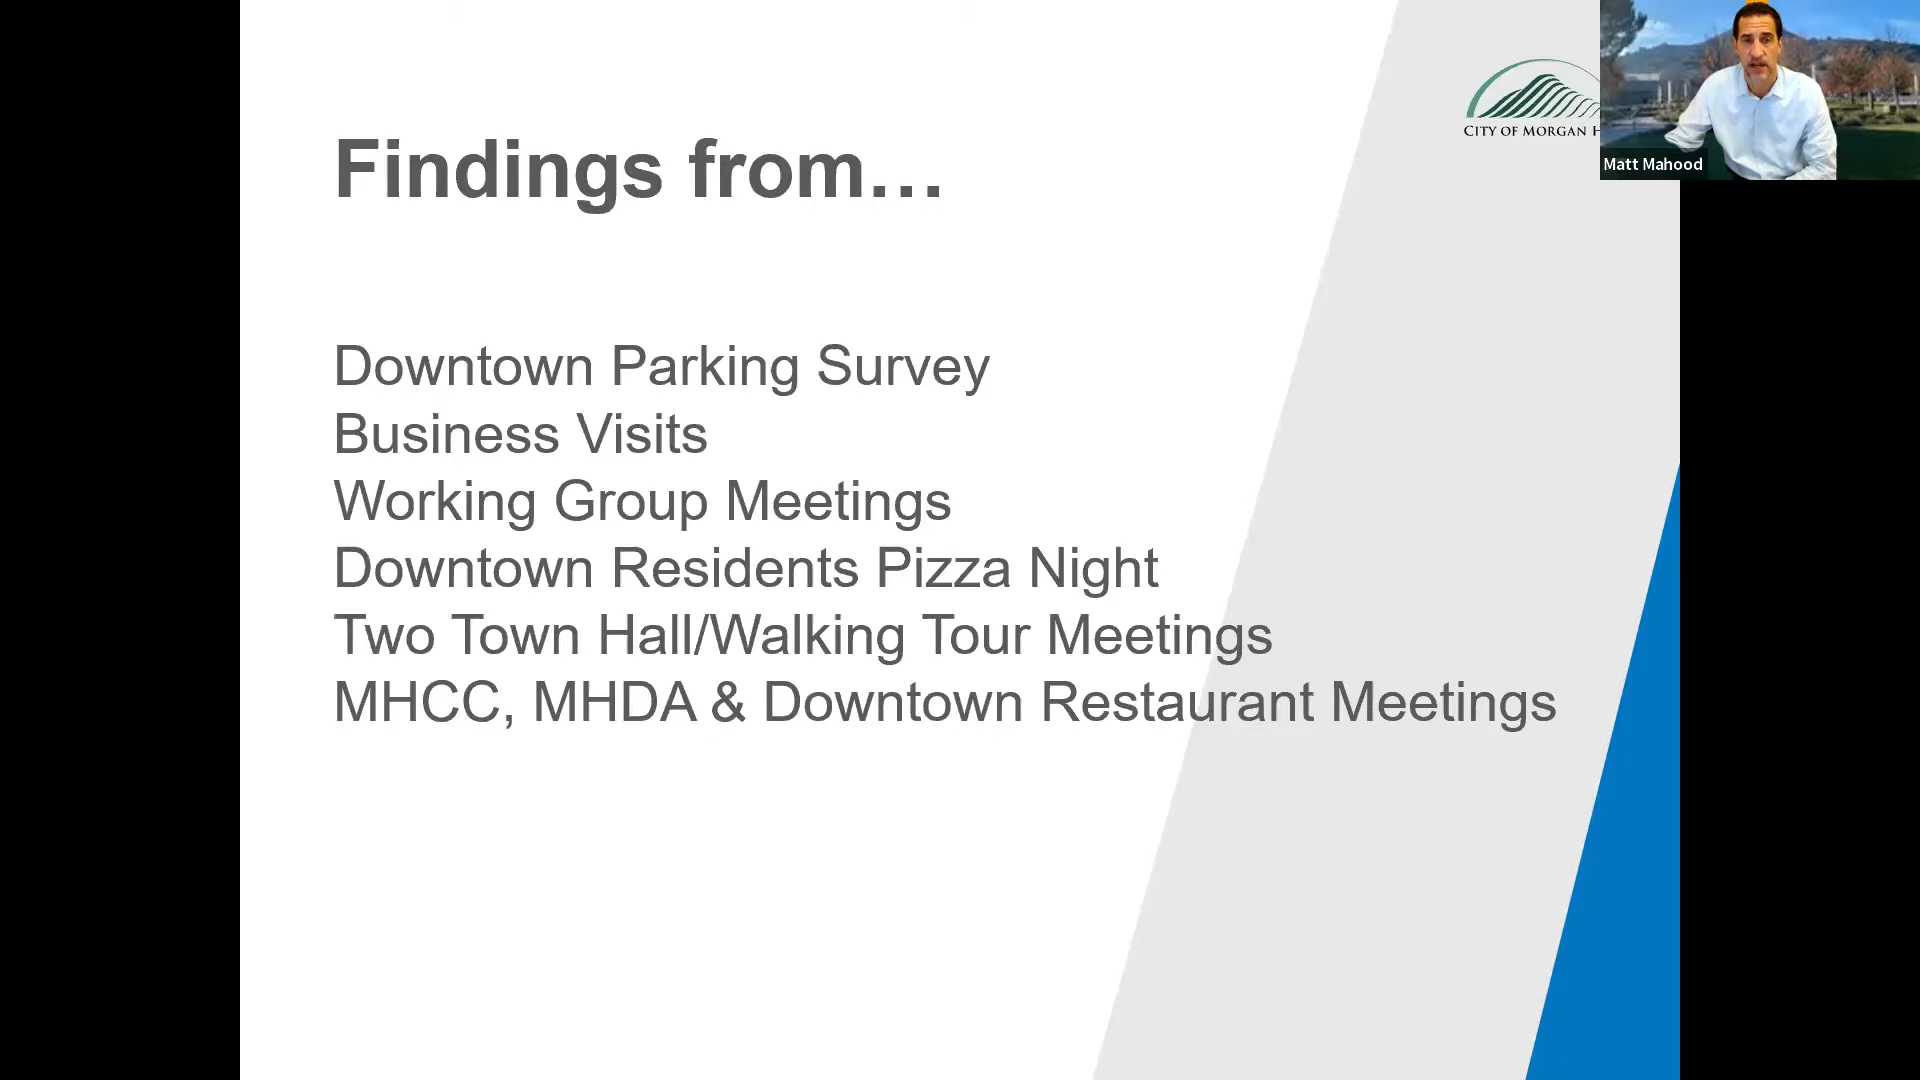 CITY OF MORGAN
Matt Mahood
Findings from...
Downtown Parking Survey
Business Visits
Working Group Meetings
Downtown Residents Pizza Night
Two Town Hall/Walking Tour Meetings
MHCC, MHDA & Downtown Restaurant Meetings